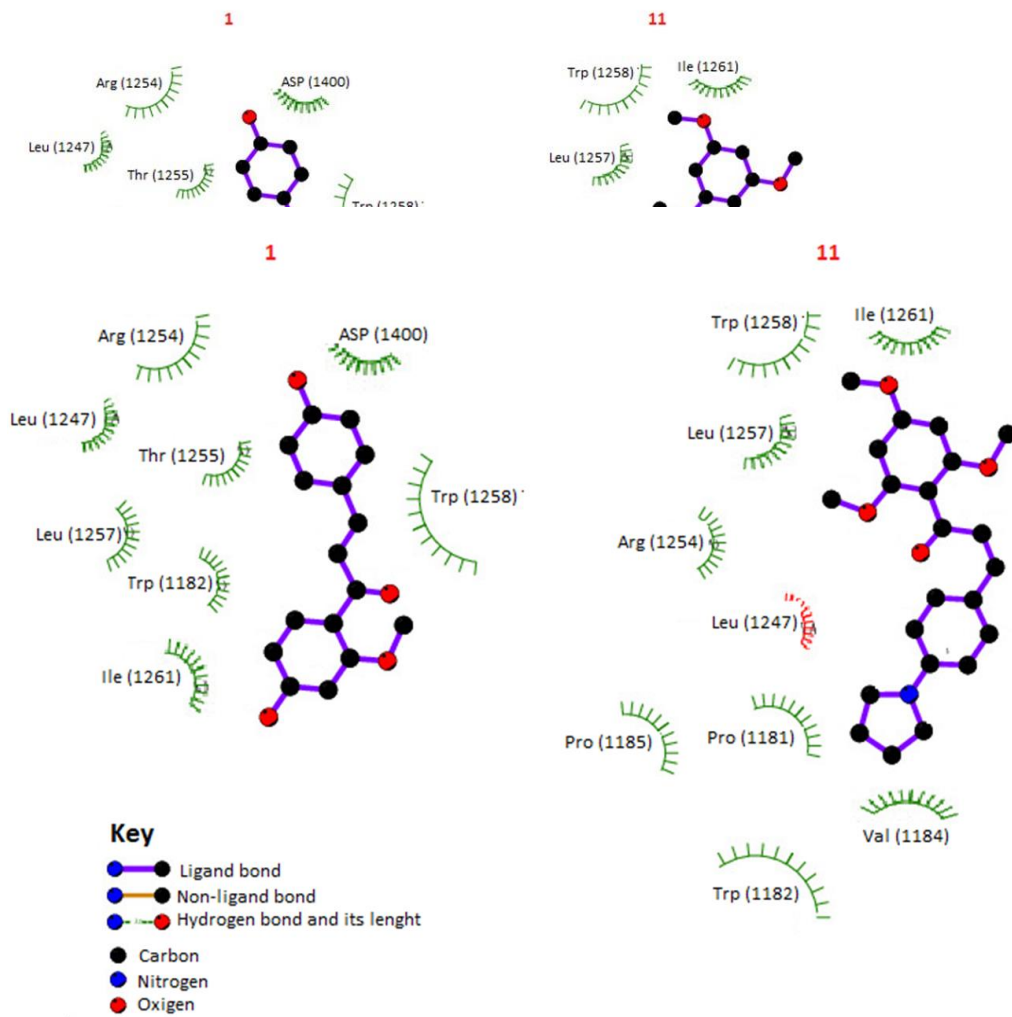 1
11
Arg (1254)
ASP (1400)
Trp (1258)
Ile (1261)
Leu (1247)
Thr (1255)
Leu (1257)
Trp (1258)
1
11
Arg (1254)
ASP (1400)
Trp (1258)
Ile (1261)
Leu (1247)
Thr (1255)
Trp (1258)
Leu (1257)
Leu (1257)
Trp (1182)
Arg (1254)
Ile (1261)
Leu (1247)
Pro (1185)
Pro (1181)
Val (1184)
Trp (1182)
Key
Ligand bond
Non-ligand bond
Hydrogen bond and its lenght
Carbon
Nitrogen
Oxigen